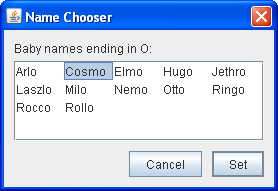 Name Chooser
Baby names ending in O:
Arlo Cosmo Elmo Hugo Jethro
Laszlo Milo Nemo Otto Ringo
Rocco Rollo
Cancel Set